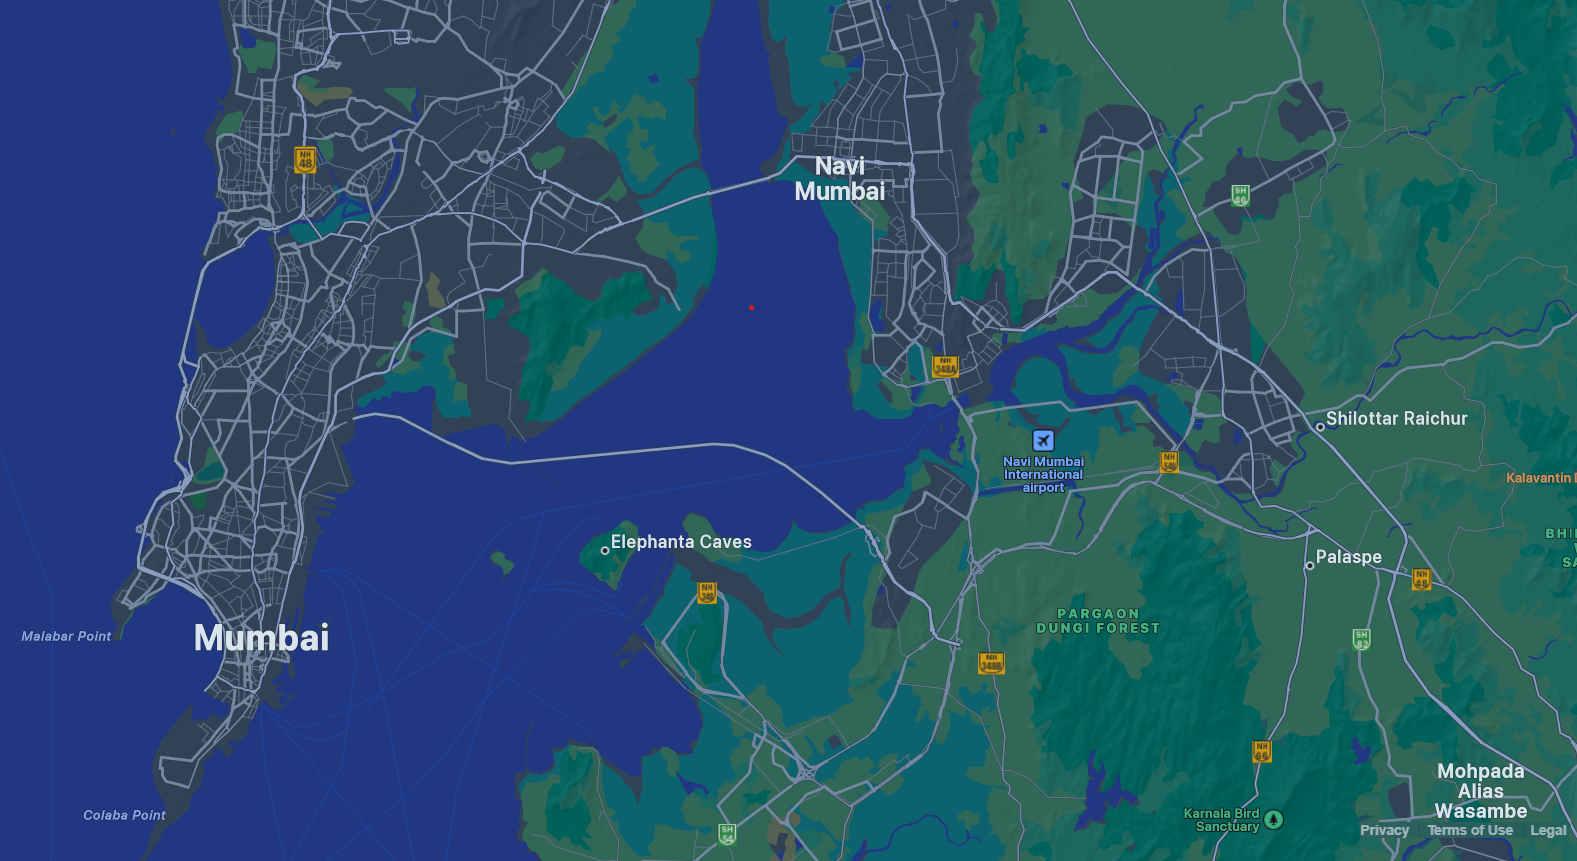 NH
48
Navi
Mumbai
SH
46
NH
348A
Shilottar Raichur
Navi Mumbai
International
airport
NH
548
Kalavantin
Elephanta Caves
Palaspe
NH
48
NH
348
PARGAON
DUNGI FOREST
Malabar Point
Mumbai
SH
82
NH
348B
NH
66
Mohpada
Alias
Wasambe
Colaba Point
Karnala Bird
Sanctuary
SH
54
Privacy
Terms of Use
Legal